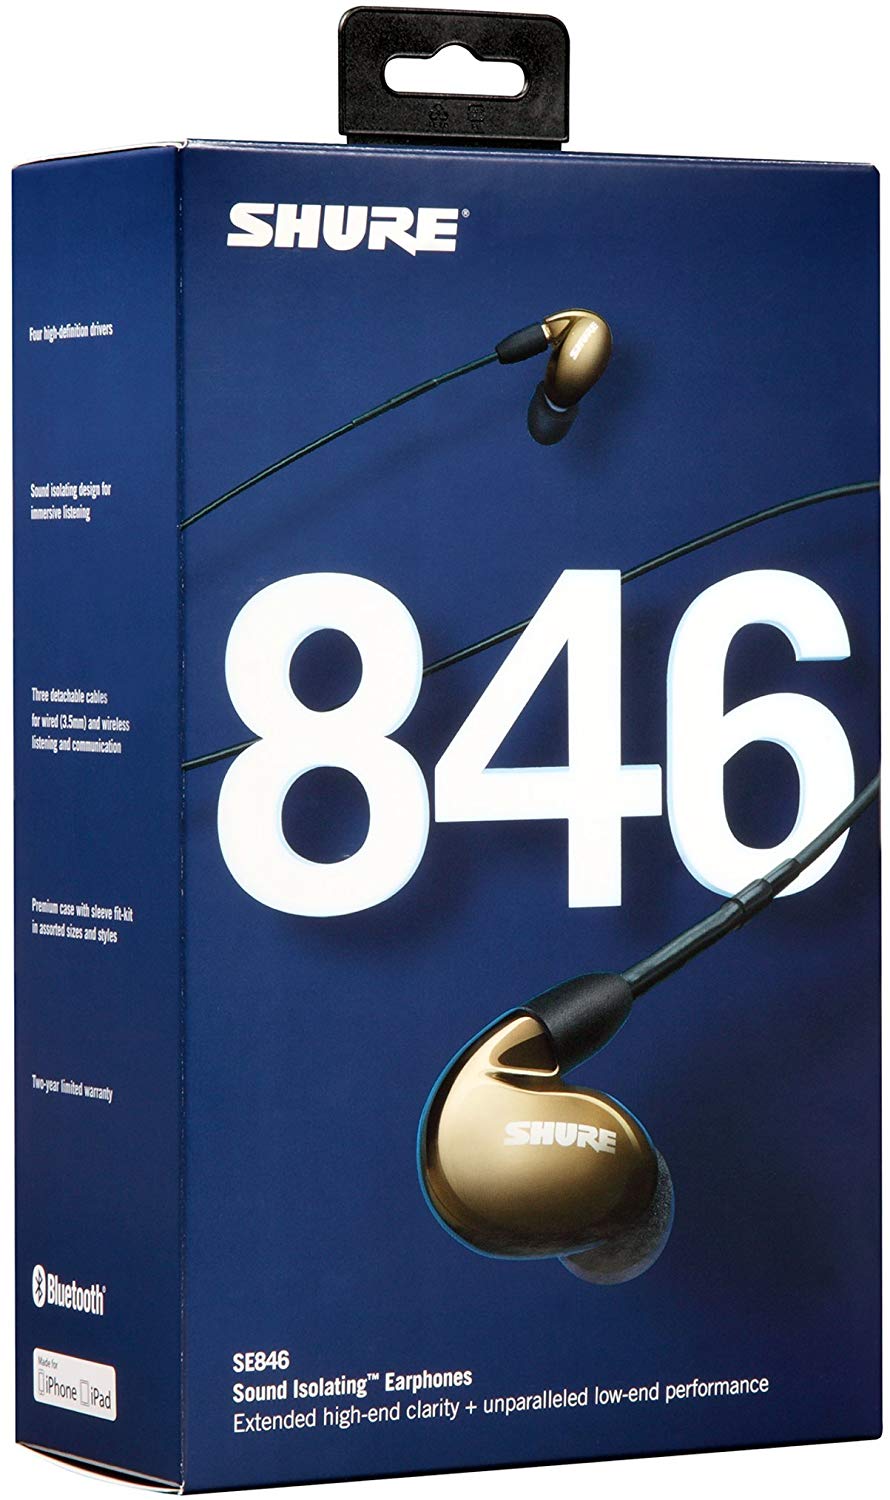 SHURE®
SHURE
846
SHURE
SE846
Sound Isolating™ Earphones
Extended high-end clarity + unparalleled low-end performance
Four high-definition drivers
Sound isolating design for
immersive listening
Three detachable cables
for wired (3.5mm) and wireless
listening and communication
Premium case with sleeve fit-kit
in assorted sizes and styles
Two-year limited warranty
Bluetooth®
Made for
iPhone iPad